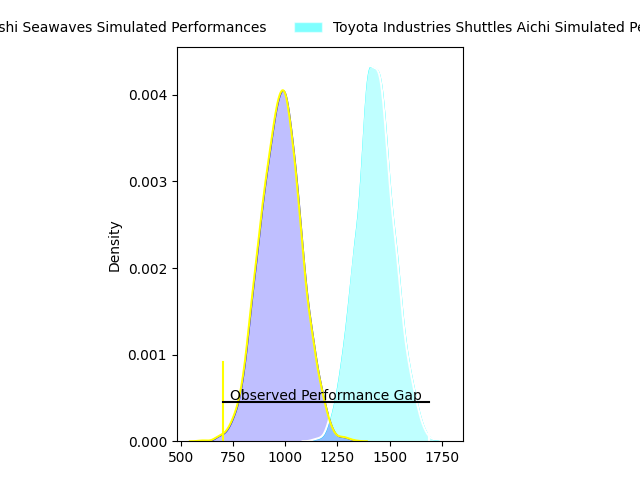 shi Seawaves Simulated Performances
Toyota Industries Shuttles Aichi Simulated Pe
Density
0.004
0.003
0.002
0.001
0.000
Observed Performance Gap
500 750 1000 1250 1500 1750